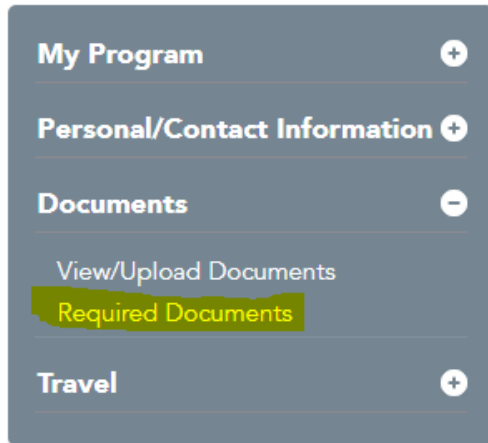 My Program
Personal/Contact Information
Documents
View/Upload Documents
Required Documents
Travel